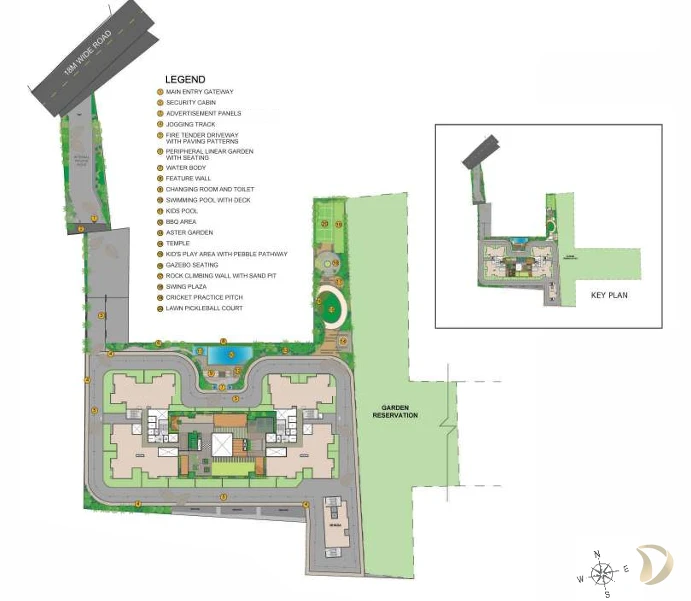 18M WIDE ROAD
LEGEND
MAIN ENTRY GATEWAY
SECURITY CABIN
ADVERTISEMENT PANELS
JOGGING TRACK
FIRE TENDER DRIVEWAY
WITH PAVING PATTERNS
PERIPHERAL LINEAR GARDEN
WITH SEATING
WATER BODY
FEATURE WALL
CHANGING ROOM AND TOILET
SWIMMING POOL WITH DECK
KIDS POOL
BBQ AREA
ASTER GARDEN
TEMPLE
KID'S PLAY AREA WITH PEBBLE PATHWAY
GAZEBO SEATING
ROCK CLIMBING WALL WITH SAND PIT
SWING PLAZA
CRICKET PRACTICE PITCH
LAWN PICKLEBALL COURT
KEY PLAN
GARDEN
RESERVATION
N
W E
S